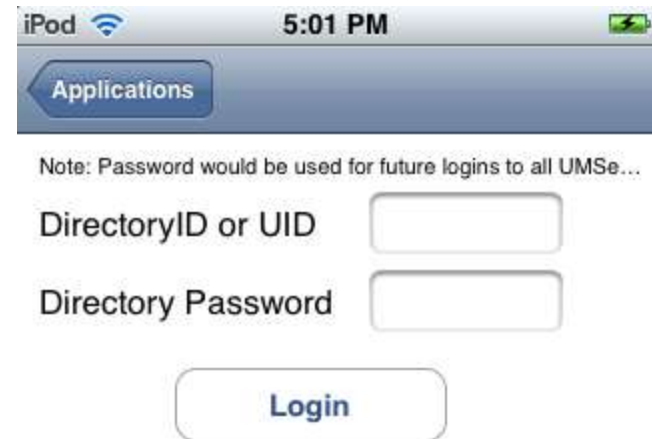 iPod 5:01 PM
Applications
Note: Password would be used for future logins to all UMSe...
DirectoryID or UID
Directory Password
Login